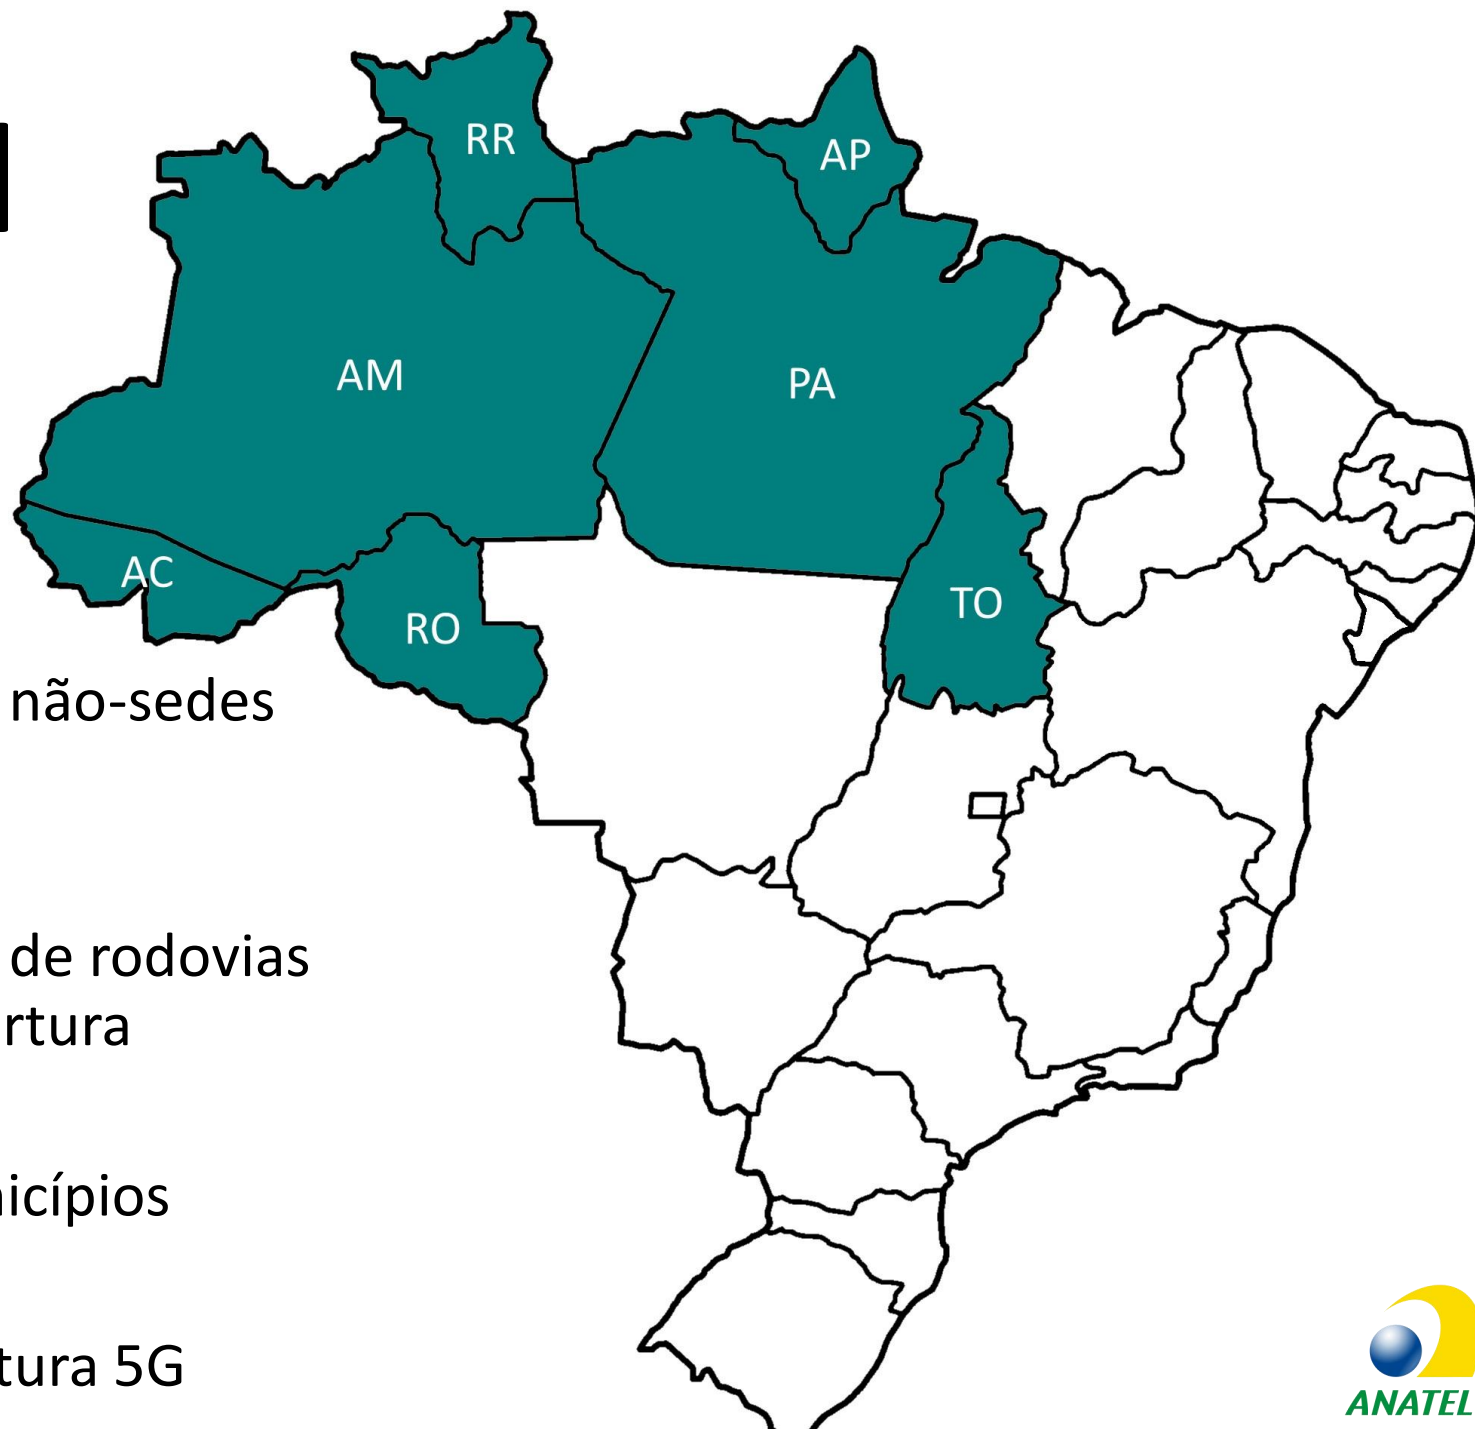 RR
AP
AM
PA
AC
TO
RO
não-sedes
de rodovias
rtura
icípios
tura 5G
ANATEL